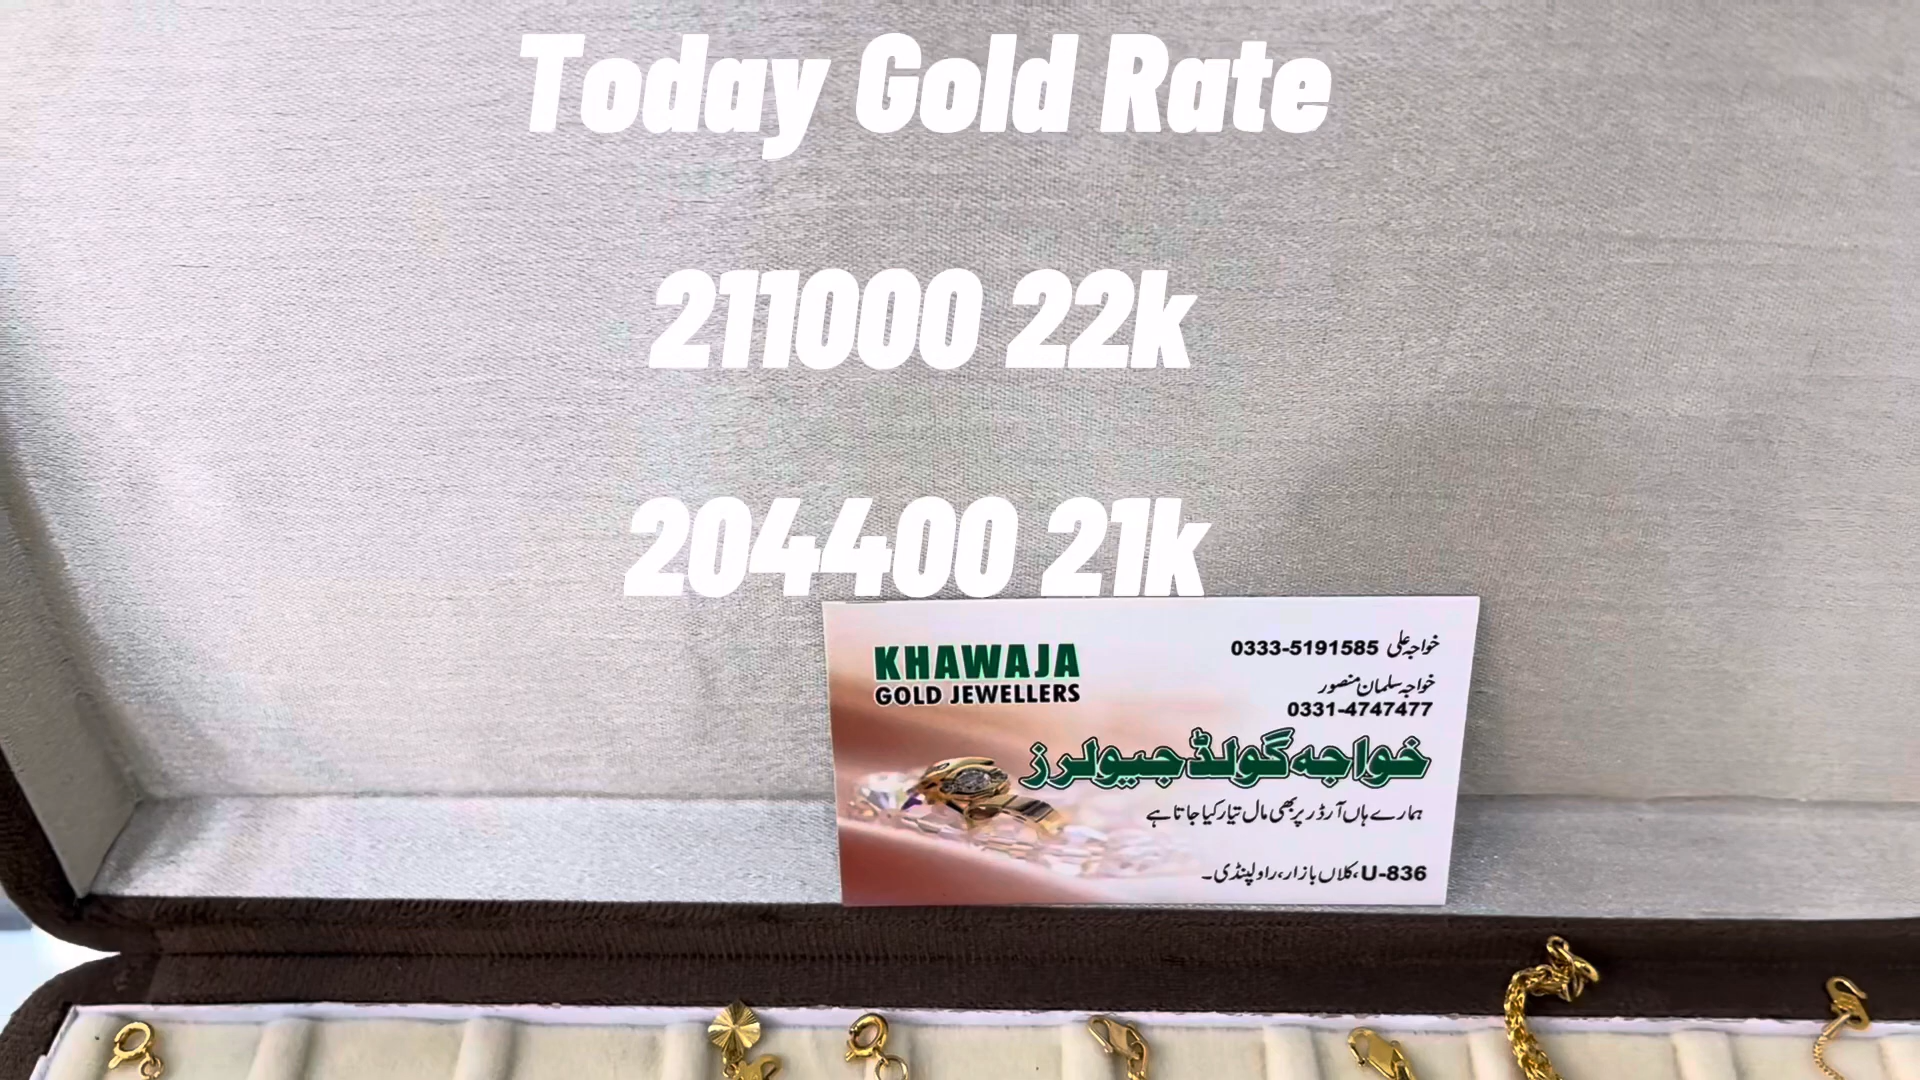 Today Gold Rate
211000 22k
204400 21k
KHAWAJA
GOLD JEWELLERS
خواجہ علی 0333-5191585
خواجہ سلمان منصور
0331-4747477
خواجہ گولڈ جیولرز
ہمارے ہاں آرڈر پر بھی مال تیار کیا جاتا ہے
U-836، کلاں بازار، راولپنڈی۔